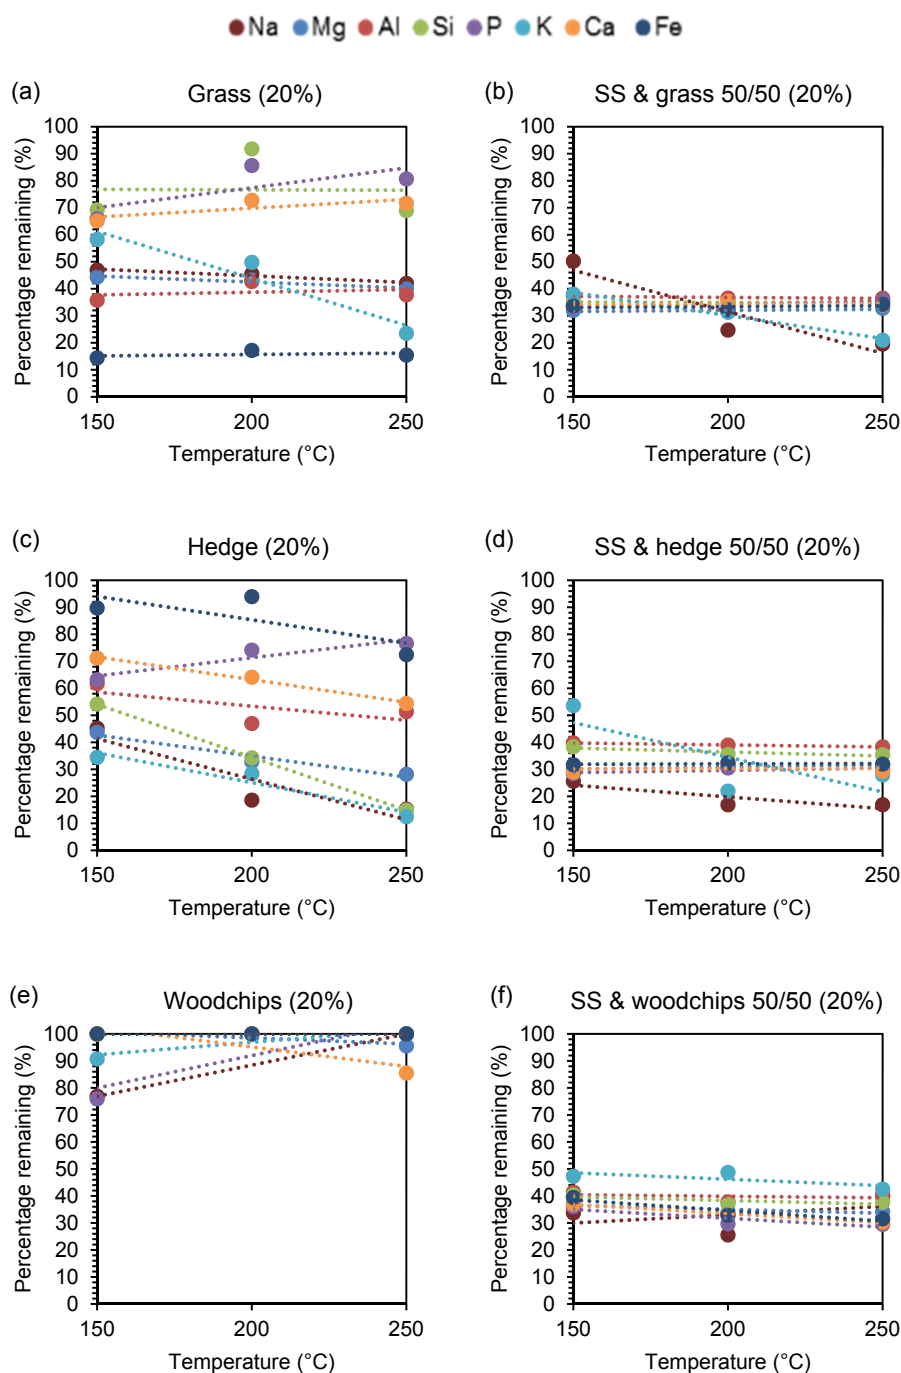 Na Mg Al Si P K Ca Fe
(a) Grass (20%)
Percentage remaining (%)
100
90
80
70
60
50
40
30
20
10
0
150 200 250
Temperature (°C)
(b) SS & grass 50/50 (20%)
Percentage remaining (%)
100
90
80
70
60
50
40
30
20
10
0
150 200 250
Temperature (°C)
(c) Hedge (20%)
Percentage remaining (%)
100
90
80
70
60
50
40
30
20
10
0
150 200 250
Temperature (°C)
(d) SS & hedge 50/50 (20%)
Percentage remaining (%)
100
90
80
70
60
50
40
30
20
10
0
150 200 250
Temperature (°C)
(e) Woodchips (20%)
Percentage remaining (%)
100
90
80
70
60
50
40
30
20
10
0
150 200 250
Temperature (°C)
(f) SS & woodchips 50/50 (20%)
Percentage remaining (%)
100
90
80
70
60
50
40
30
20
10
0
150 200 250
Temperature (°C)